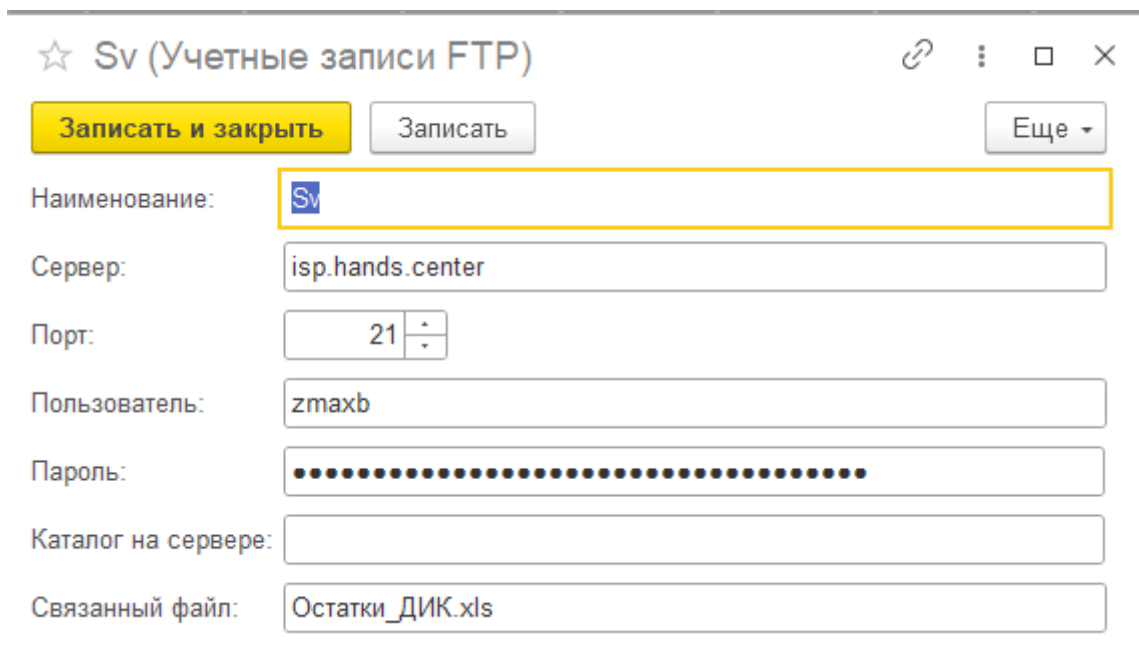 Sv (Учетные записи FTP)
Записать и закрыть Записать Еще
Наименование: Sv
Сервер: isp.hands.center
Порт: 21
Пользователь: zmaxb
Пароль: ••••••••••••••••••••••••••••••••••••
Каталог на сервере:
Связанный файл: Остатки_ДИК.xls